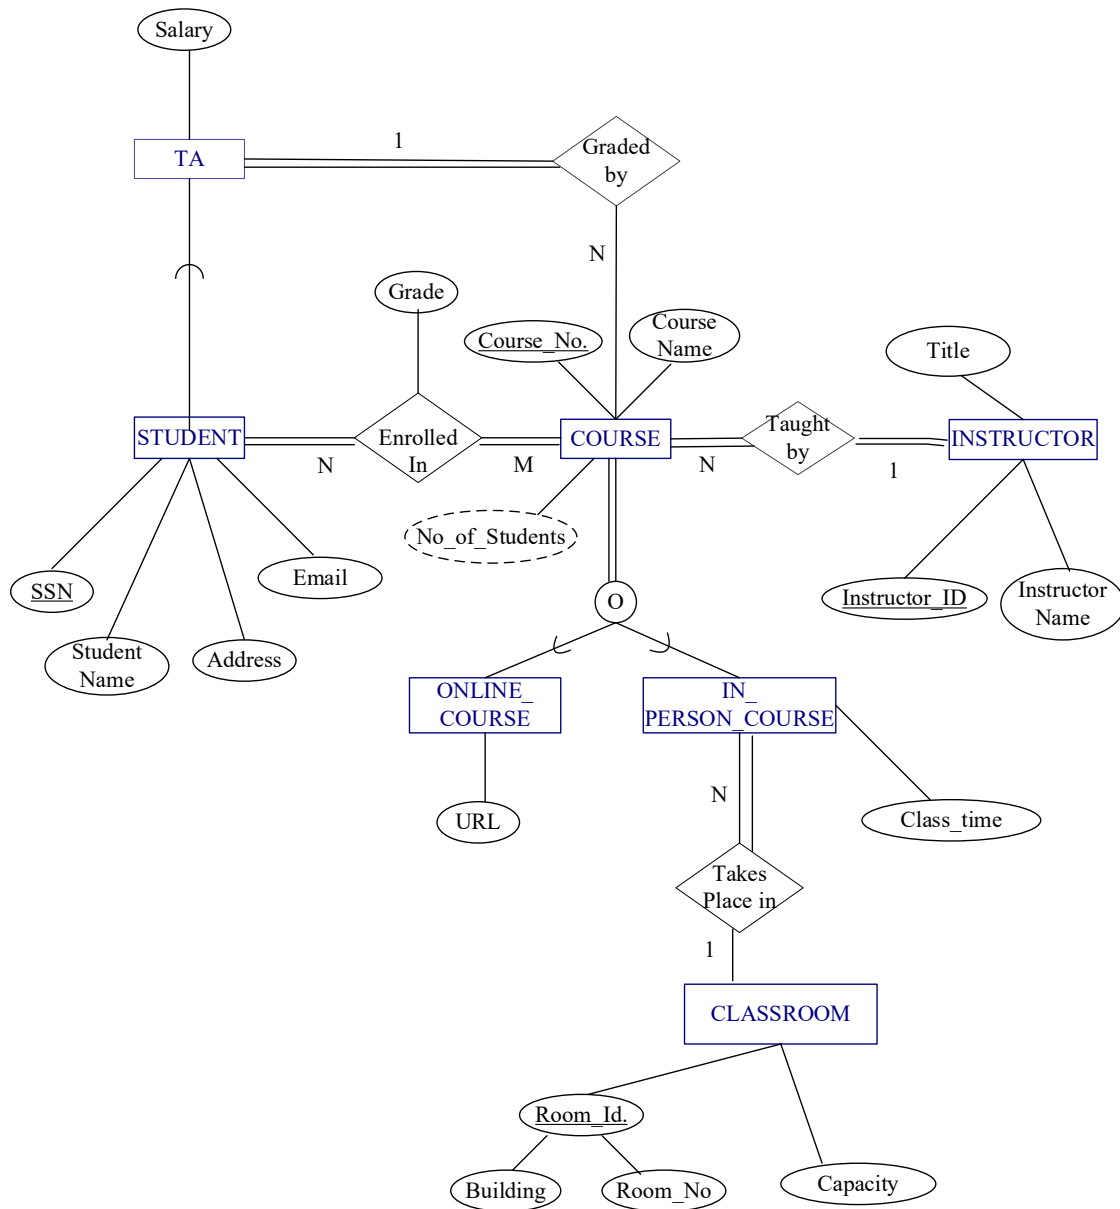 Salary
TA
1
Graded
by
N
Grade
Course_No.
Course
Name
Title
STUDENT
N
Enrolled
In
M
COURSE
N
Taught
by
1
INSTRUCTOR
No_of_Students
SSN
Student
Name
Address
Email
O
Instructor_ID
Instructor
Name
ONLINE_
COURSE
IN_
PERSON_COURSE
URL
N
Class_time
Takes
Place in
1
CLASSROOM
Room_Id.
Building
Room_No
Capacity